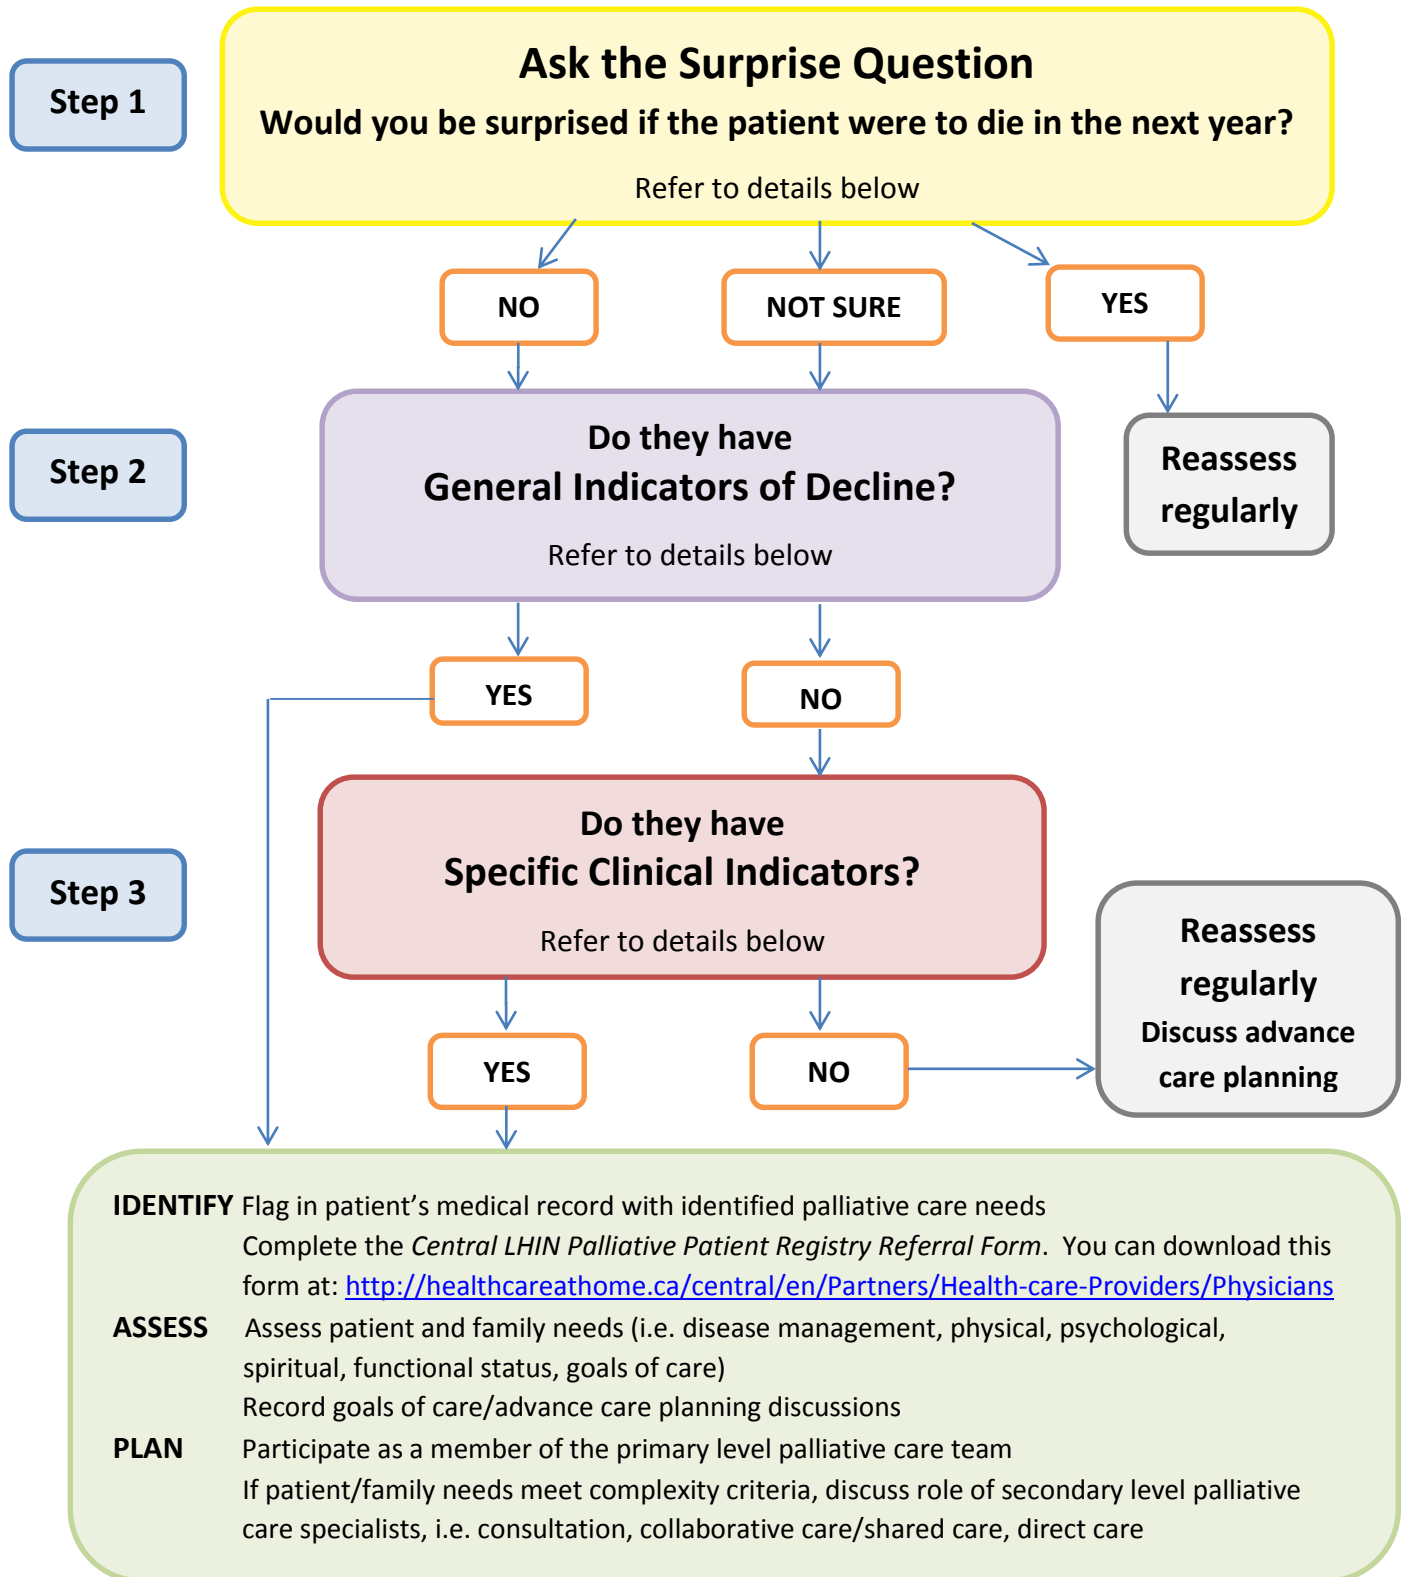 Step 1
Ask the Surprise Question
Would you be surprised if the patient were to die in the next year?
Refer to details below
NO
NOT SURE
YES
Step 2
Do they have
General Indicators of Decline?
Refer to details below
Reassess
regularly
YES
NO
Step 3
Do they have
Specific Clinical Indicators?
Refer to details below
Reassess
regularly
Discuss advance
care planning
YES
NO
IDENTIFY Flag in patient’s medical record with identified palliative care needs
Complete the Central LHIN Palliative Patient Registry Referral Form. You can download this
form at: http://healthcareathome.ca/central/en/Partners/Health-care-Providers/Physicians
ASSESS Assess patient and family needs (i.e. disease management, physical, psychological,
spiritual, functional status, goals of care)
Record goals of care/advance care planning discussions
PLAN Participate as a member of the primary level palliative care team
If patient/family needs meet complexity criteria, discuss role of secondary level palliative
care specialists, i.e. consultation, collaborative care/shared care, direct care